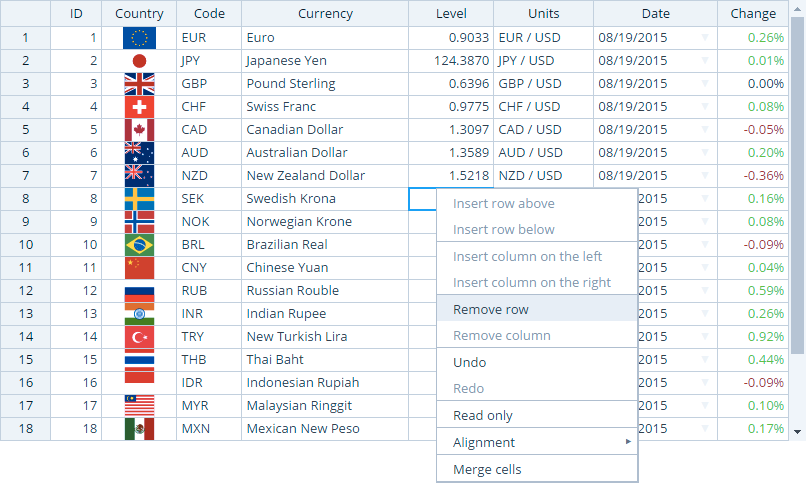 ID Country Code Currency Level Units Date Change
1 1 EUR Euro 0.9033 EUR / USD 08/19/2015 0.26%
2 2 JPY Japanese Yen 124.3870 JPY / USD 08/19/2015 0.01%
3 3 GBP Pound Sterling 0.6396 GBP / USD 08/19/2015 0.00%
4 4 CHF Swiss Franc 0.9775 CHF / USD 08/19/2015 0.08%
5 5 CAD Canadian Dollar 1.3097 CAD / USD 08/19/2015 -0.05%
6 6 AUD Australian Dollar 1.3589 AUD / USD 08/19/2015 0.20%
7 7 NZD New Zealand Dollar 1.5218 NZD / USD 08/19/2015 -0.36%
8 8 SEK Swedish Krona 2015 0.16%
9 9 NOK Norwegian Krone 2015 0.08%
10 10 BRL Brazilian Real 2015 -0.09%
11 11 CNY Chinese Yuan 2015 0.04%
12 12 RUB Russian Rouble 2015 0.59%
13 13 INR Indian Rupee 2015 0.26%
14 14 TRY New Turkish Lira 2015 0.92%
15 15 THB Thai Baht 2015 0.44%
16 16 IDR Indonesian Rupiah 2015 -0.09%
17 17 MYR Malaysian Ringgit 2015 0.10%
18 18 MXN Mexican New Peso 2015 0.17%
Insert row above
Insert row below
Insert column on the left
Insert column on the right
Remove row
Remove column
Undo
Redo
Read only
Alignment
Merge cells